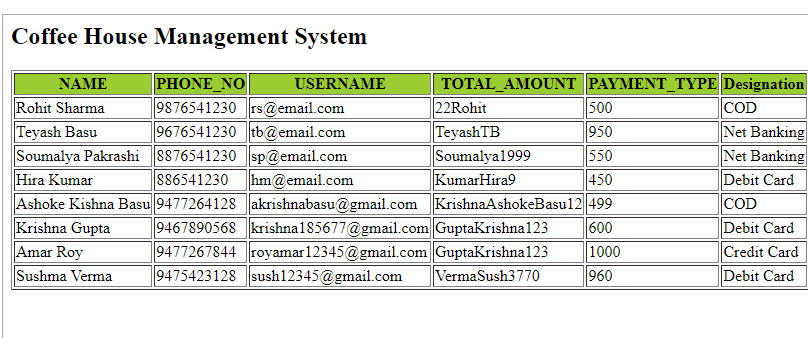 Coffee House Management System
NAME PHONE_NO USERNAME TOTAL_AMOUNT PAYMENT_TYPE Designation
Rohit Sharma 9876541230 rs@email.com 22Rohit 500 COD
Teyash Basu 9676541230 tb@email.com TeyashTB 950 Net Banking
Soumalya Pakrashi 8876541230 sp@email.com Soumalya1999 550 Net Banking
Hira Kumar 886541230 hm@email.com KumarHira9 450 Debit Card
Ashoke Kishna Basu 9477264128 akrishnabasu@gmail.com KrishnaAshokeBasu12 499 COD
Krishna Gupta 9467890568 krishna185677@gmail.com GuptaKrishna123 600 Debit Card
Amar Roy 9477267844 royamar12345@gmail.com GuptaKrishna123 1000 Credit Card
Sushma Verma 9475423128 sush12345@gmail.com VermaSush3770 960 Debit Card